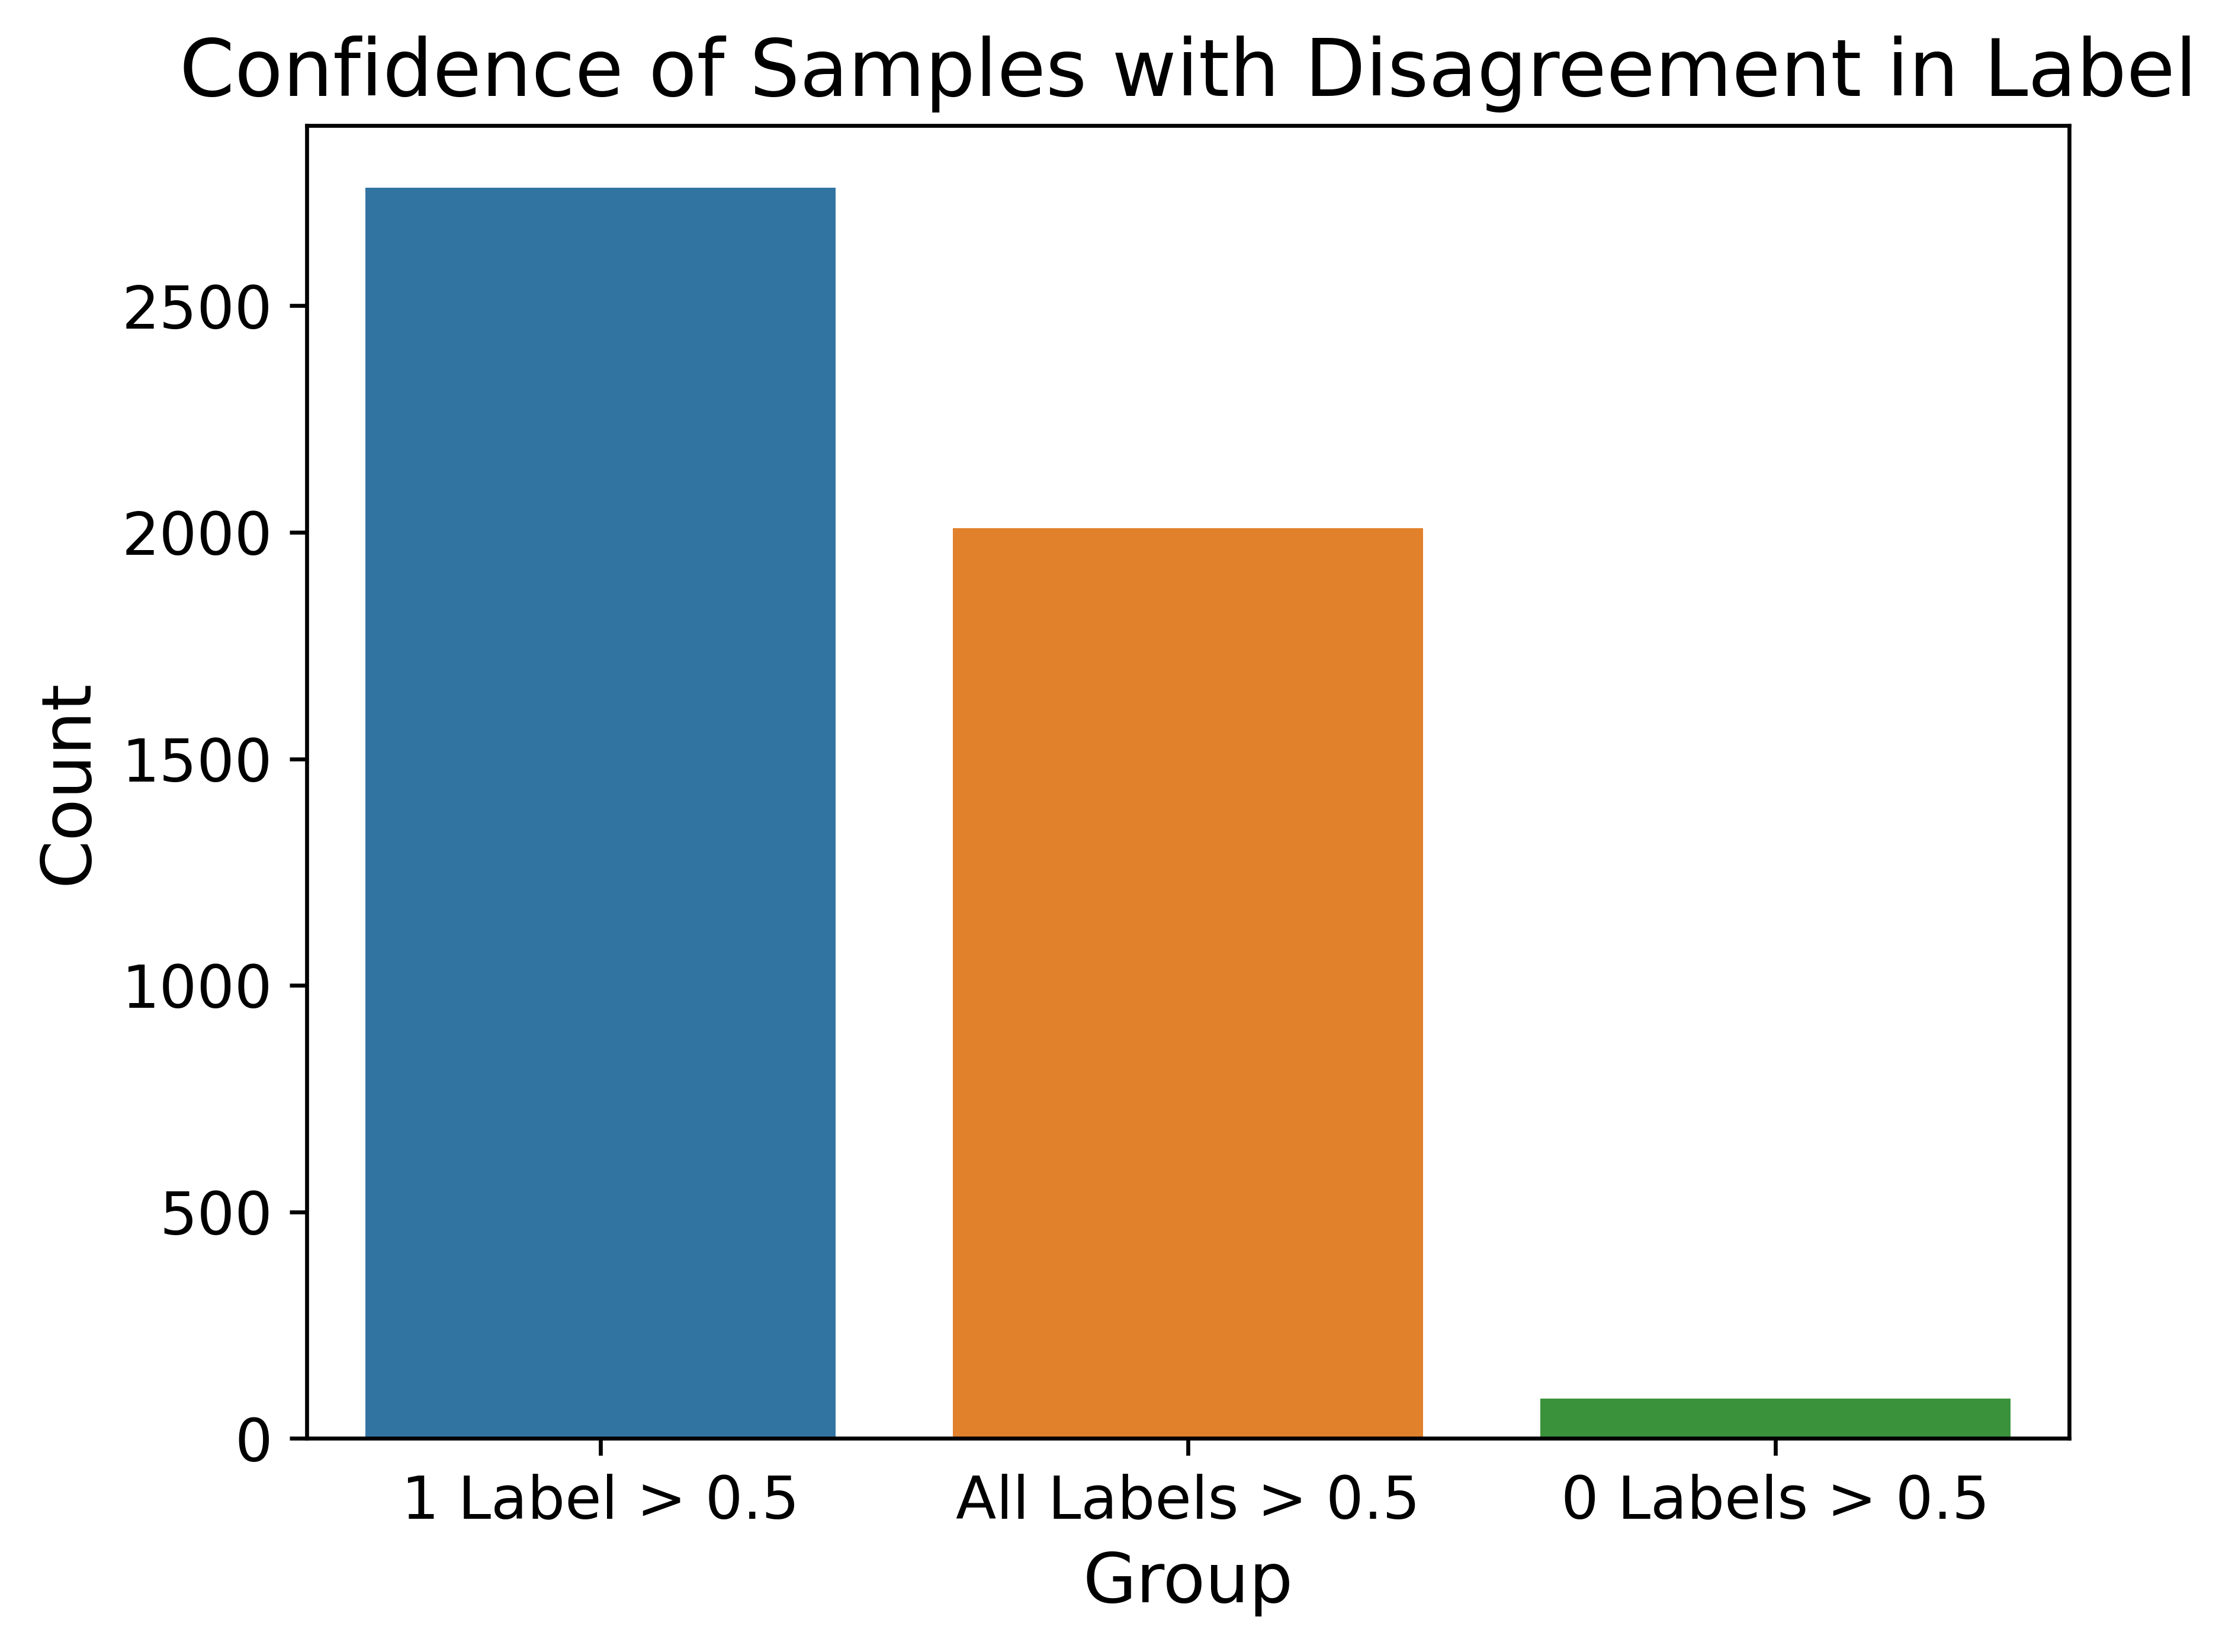 Confidence of Samples with Disagreement in Label
2500
2000
1500
1000
500
0
Count
1 Label > 0.5
All Labels > 0.5
0 Labels > 0.5
Group